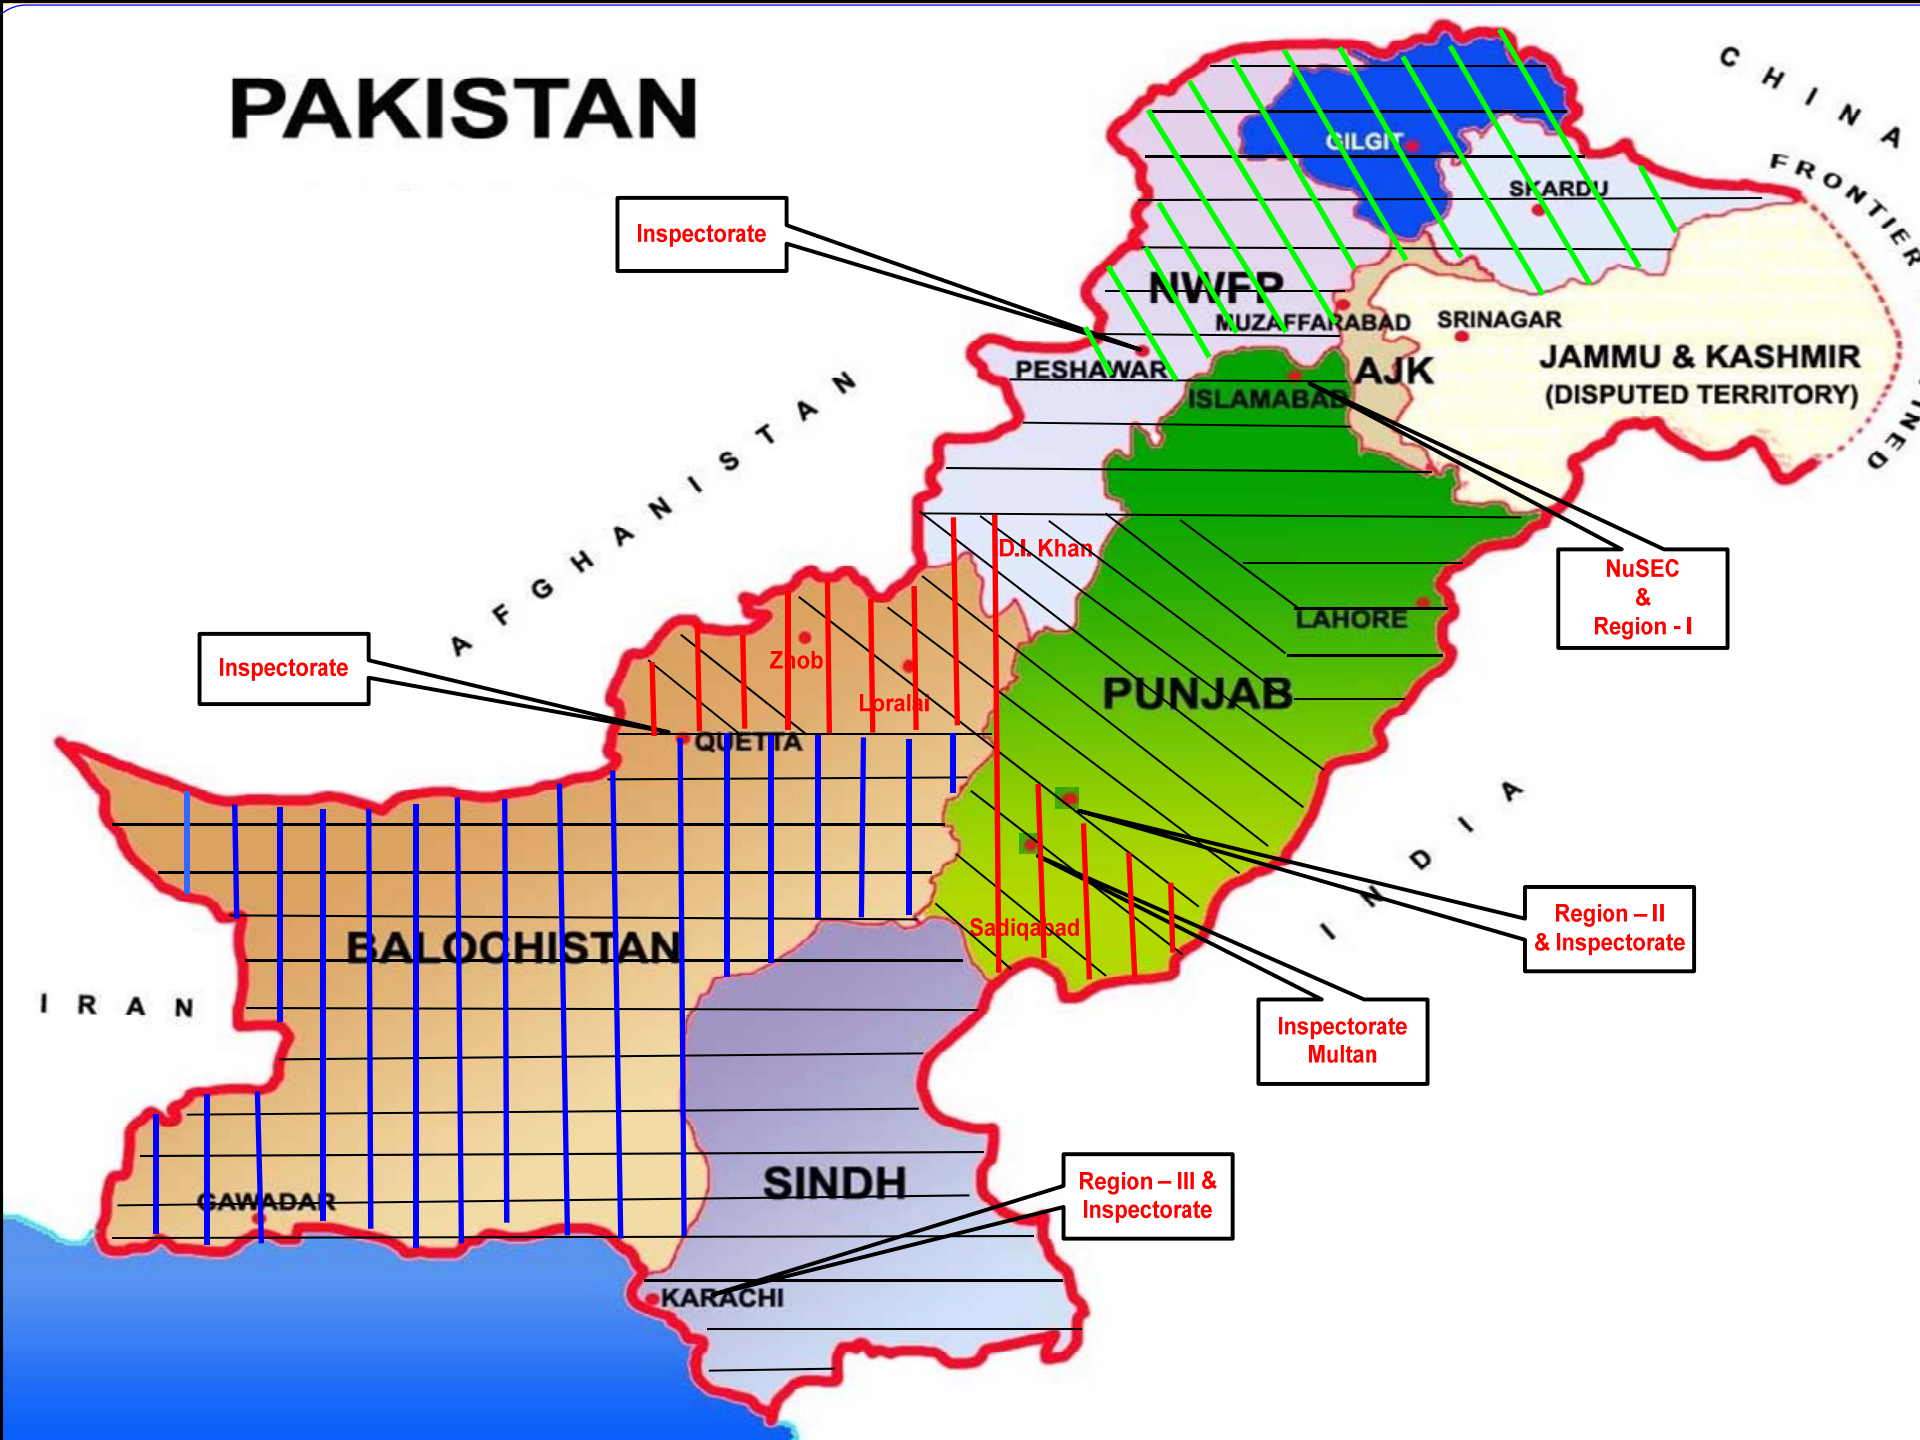 PAKISTAN
CHINA
FRONTIER
INED
GILGIT
SKARDU
Inspectorate
NWFP
MUZAFFARABAD
SRINAGAR
JAMMU & KASHMIR
(DISPUTED TERRITORY)
AJK
PESHAWAR
ISLAMABAD
AFGHANISTAN
D.I. Khan
NuSEC
&
Region - I
LAHORE
Inspectorate
Zhob
Loralai
PUNJAB
QUETTA
INDIA
Region – II
& Inspectorate
Sadiqabad
BALOCHISTAN
IRAN
Inspectorate
Multan
SINDH
Region – III &
Inspectorate
GAWADAR
KARACHI